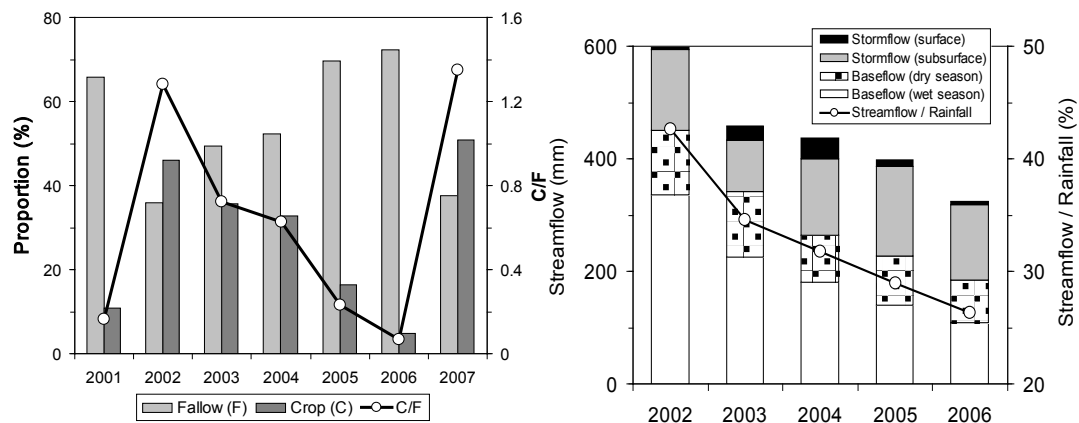 80
60
40
20
0
Proportion (%)
1.6
1.2
0.8
0.4
0
C/F
2001 2002 2003 2004 2005 2006 2007
Fallow (F) Crop (C) C/F
600
400
200
0
Streamflow (mm)
Stormflow (surface)
Stormflow (subsurface)
Baseflow (dry season)
Baseflow (wet season)
Streamflow / Rainfall
50
40
30
20
Streamflow / Rainfall (%)
2002 2003 2004 2005 2006